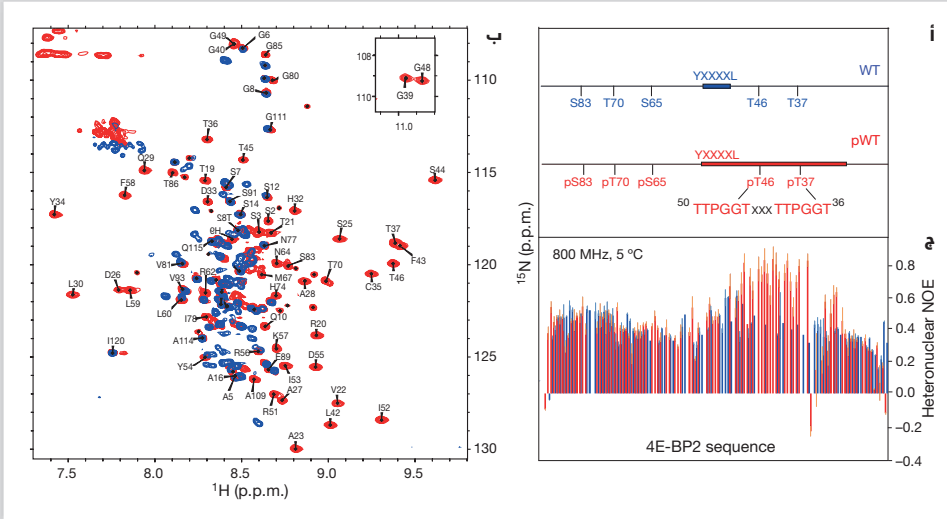 ب
G49
G6
G40
G85
G80
G8
G111
108
G48
G39
110
11.0
T36
T45
Q29
S7
T19
S91
T86
D33
S12
F58
S14
H32
S44
Y34
S8T
S3
S2
T21
S25
T37
9H
Q115
N77
F43
V81
N64
S83
T70
T46
D26
V93
R62
M67
C35
L30
L59
L60
H74
A28
I78
Q10
A114
K57
R20
I120
R56
D55
Y54
E89
I53
A16
A5
A109
A27
V22
R51
L42
I52
A23
110
115
120
125
130
¹⁵N (p.p.m.)
7.5 8.0 8.5 9.0 9.5
¹H (p.p.m.)
أ
YXXXXL WT
S83 T70 S65 T46 T37
YXXXXL pWT
pS83 pT70 pS65 pT46 pT37
50 TTPGGT xxx TTPGGT 36
800 MHz, 5 ºC
0.8
0.6
0.4
0.2
0.0
−0.2
−0.4
Heteronuclear NOE
4E-BP2 sequence